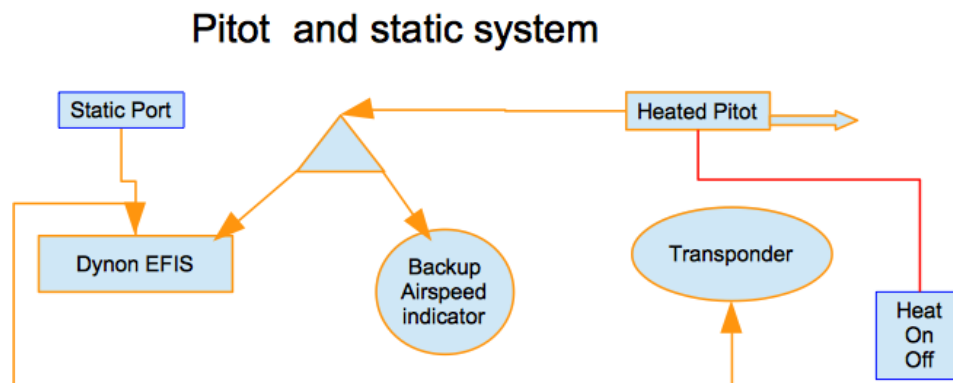 Pitot and static system
Static Port
Heated Pitot
Dynon EFIS
Backup
Airspeed
indicator
Transponder
Heat
On
Off